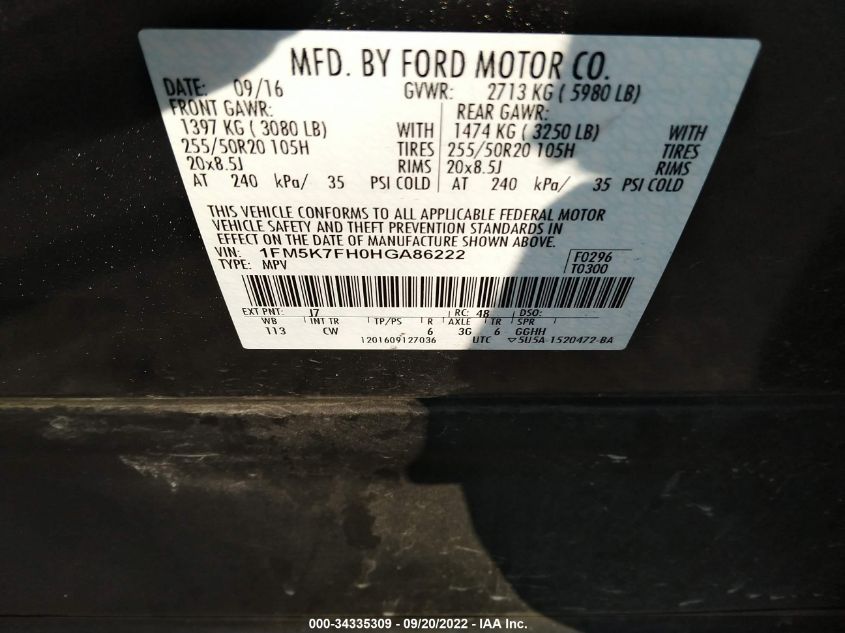 MFD. BY FORD MOTOR CO.
DATE: 09/16 GVWR: 2713 KG ( 5980 LB)
FRONT GAWR: REAR GAWR:
1397 KG ( 3080 LB) WITH 1474 KG ( 3250 LB) WITH
255/50R20 105H TIRES 255/50R20 105H TIRES
20x8.5J RIMS 20x8.5J RIMS
AT 240 kPa/ 35 PSI COLD AT 240 kPa/ 35 PSI COLD
THIS VEHICLE CONFORMS TO ALL APPLICABLE FEDERAL MOTOR
VEHICLE SAFETY AND THEFT PREVENTION STANDARDS IN
EFFECT ON THE DATE OF MANUFACTURE SHOWN ABOVE.
VIN: 1FM5K7FH0HGA86222 F0296
TYPE: MPV T0300
EXT PNT: J7 RC: 48 DSO:
WB INT TR TP/PS R AXLE TR SPR
113 CW 6 3G 6 GGHH
1201609127036 UTC ▽5U5A-1520472-BA
000-34335309 - 09/20/2022 - IAA Inc.